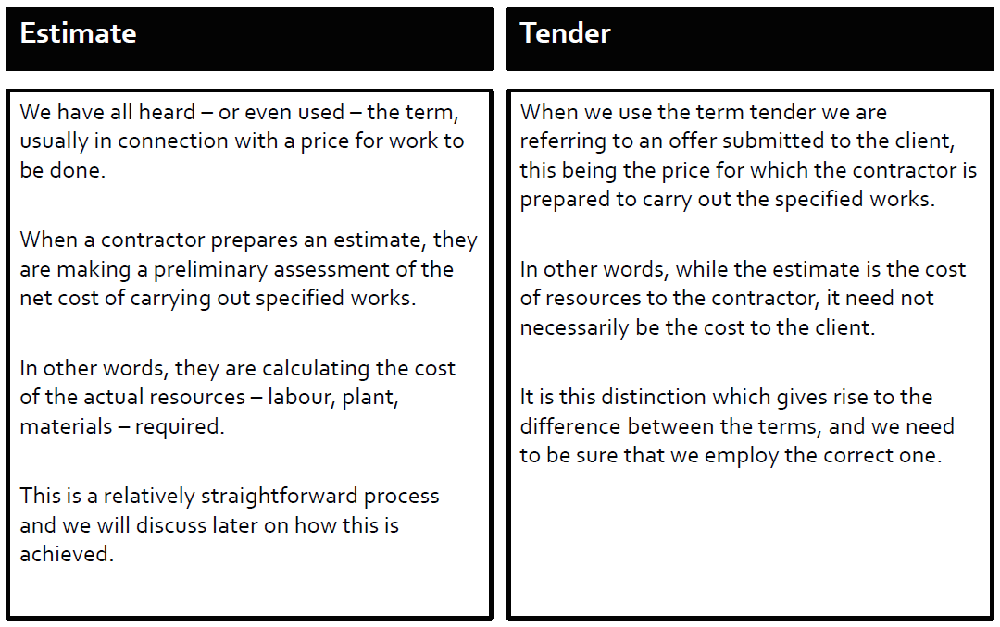 Estimate
We have all heard – or even used – the term,
usually in connection with a price for work to
be done.
When a contractor prepares an estimate, they
are making a preliminary assessment of the
net cost of carrying out specified works.
In other words, they are calculating the cost
of the actual resources – labour, plant,
materials – required.
This is a relatively straightforward process
and we will discuss later on how this is
achieved.
Tender
When we use the term tender we are
referring to an offer submitted to the client,
this being the price for which the contractor is
prepared to carry out the specified works.
In other words, while the estimate is the cost
of resources to the contractor, it need not
necessarily be the cost to the client.
It is this distinction which gives rise to the
difference between the terms, and we need
to be sure that we employ the correct one.